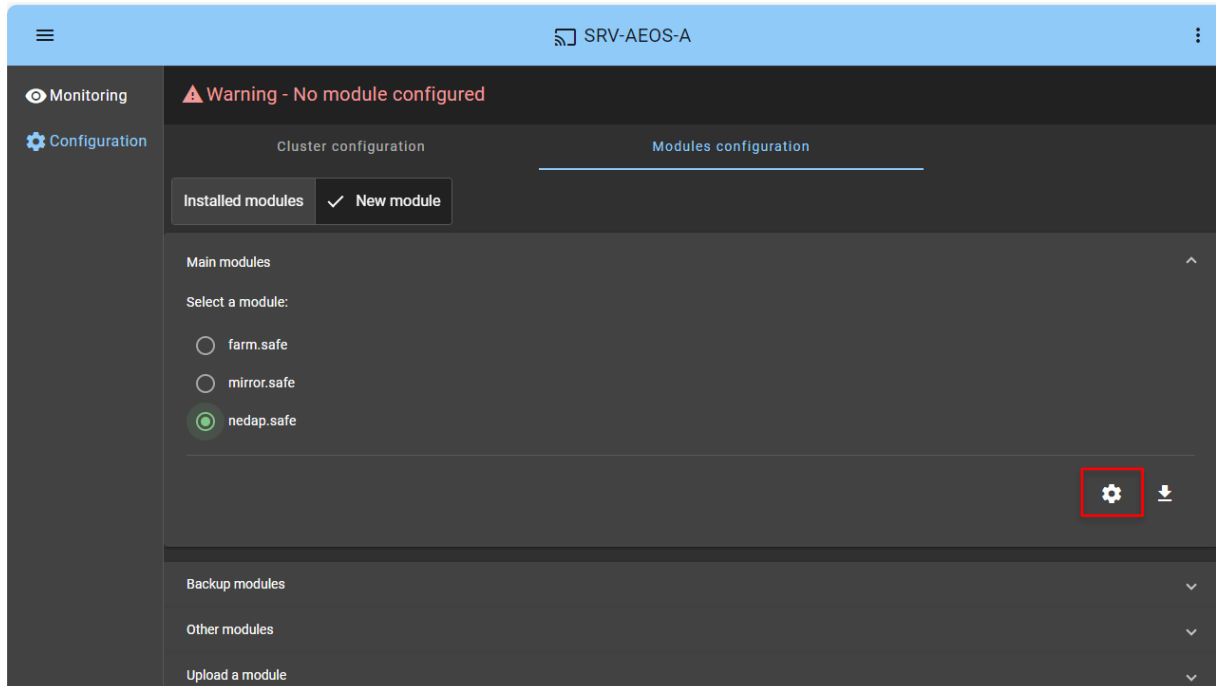 SRV-AEOS-A
Monitoring
Configuration
Warning - No module configured
Cluster configuration
Modules configuration
Installed modules
New module
Main modules
Select a module:
farm.safe
mirror.safe
nedap.safe
Backup modules
Other modules
Upload a module